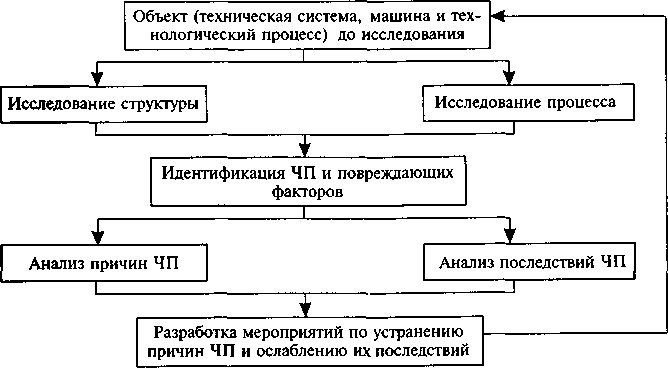 Объект (техническая система, машина и тех-
нологический процесс) до исследования
Исследование структуры
Исследование процесса
Идентификация ЧП и повреждающих
факторов
Анализ причин ЧП
Анализ последствий ЧП
Разработка мероприятий по устранению
причин ЧП и ослаблению их последствий